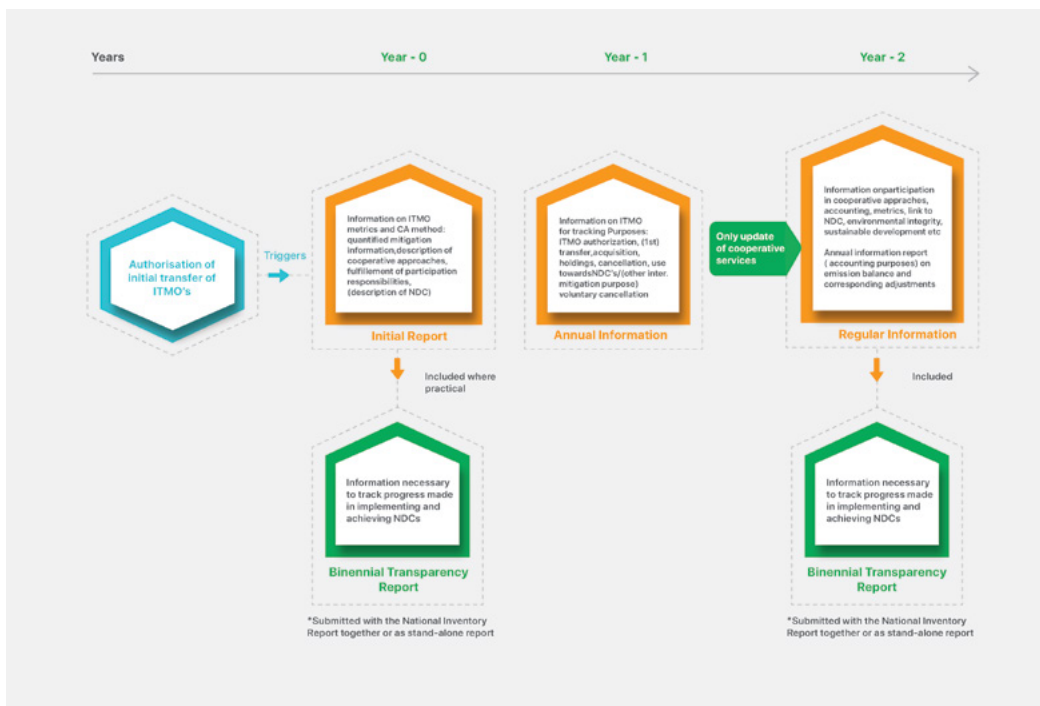 Years
Year - 0
Year - 1
Year - 2
Authorisation of
initial transfer of
ITMO's
Triggers
Information on ITMO
metrics and CA method:
quantified mitigation
information,description of
cooperative approaches,
fulfillement of participation
responsibilities,
(description of NDC)
Initial Report
Included where
practical
Information necessary
to track progress made
in implementing and
achieving NDCs
Binennial Transparency
Report
*Submitted with the National Inventory
Report together or as stand-alone report
Information on ITMO
for tracking Purposes:
ITMO authorization, (1st)
transfer,acquisition,
holdings, cancellation, use
towardsNDC's/(other inter.
mitigation purpose)
voluntary cancellation
Annual Information
Only update
of cooperative
services
Information onparticipation
in cooperative appraches,
accounting, metrics, link to
NDC, environmental integrity,
sustainable development etc
Annual information report
( accounting purposes) on
emission balance and
corresponding adjustments
Regular Information
Included
Information necessary
to track progress made
in implementing and
achieving NDCs
Binennial Transparency
Report
*Submitted with the National Inventory
Report together or as stand-alone report